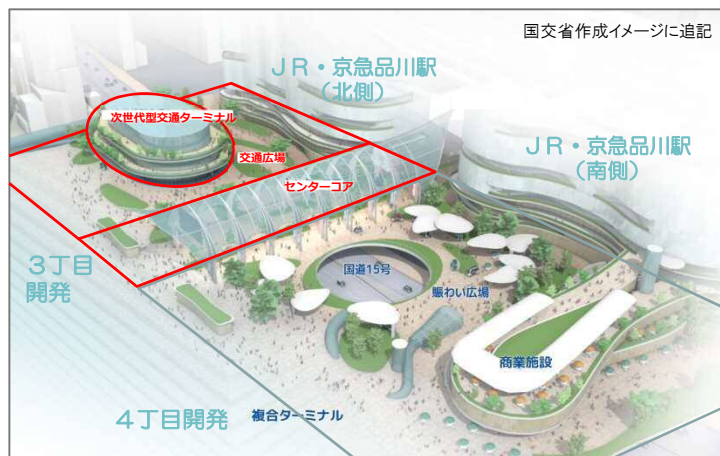 国交省作成イメージに追記
ＪＲ・京急品川駅
（北側）
次世代型交通ターミナル
交通広場
センターコア
ＪＲ・京急品川駅
（南側）
３丁目
開発
国道15号
賑わい広場
商業施設
４丁目開発
複合ターミナル